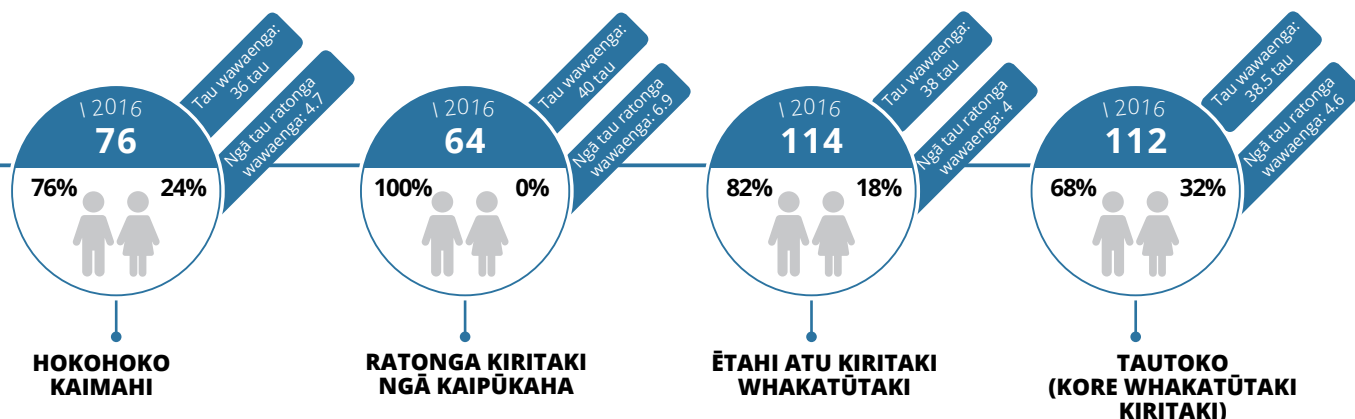 Tau wawaenga:
36 tau
Ngā tau ratonga
wawaenga: 4.7
I 2016
76
76% 24%
HOKOHOKO
KAIMAHI
Tau wawaenga:
40 tau
Ngā tau ratonga
wawaenga: 6.9
I 2016
64
100% 0%
RATONGA KIRITAKI
NGĀ KAIPŪKAHA
Tau wawaenga:
38 tau
Ngā tau ratonga
wawaenga: 4
I 2016
114
82% 18%
ĒTAHI ATU KIRITAKI
WHAKATŪTAKI
Tau wawaenga:
38.5 tau
Ngā tau ratonga
wawaenga: 4.6
I 2016
112
68% 32%
TAUTOKO
(KORE WHAKATŪTAKI
KIRITAKI)